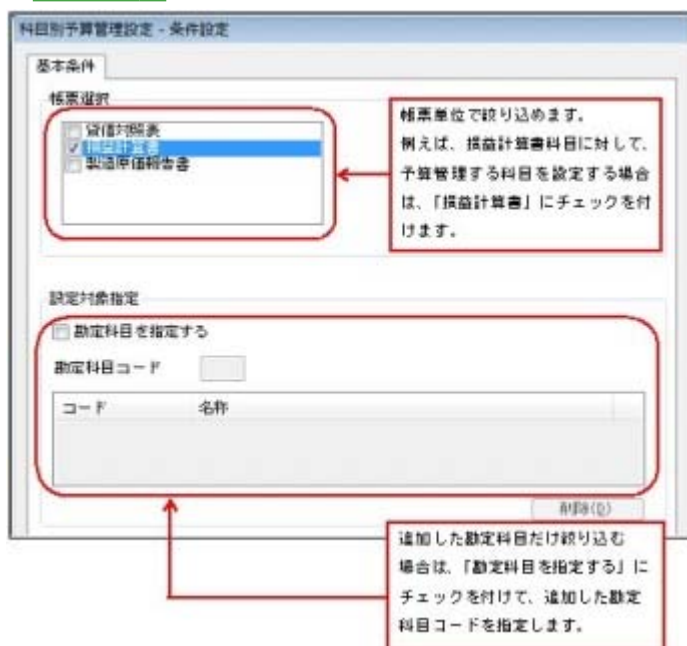 科目別予算管理設定 - 条件設定
基本条件
帳票選択
貸借対照表
損益計算書
製造原価報告書
帳票単位で絞り込めます。
例えば、損益計算書科目に対して、
予算管理する科目を設定する場合
は、「損益計算書」にチェックを付
けます。
設定対象指定
勘定科目を指定する
勘定科目コード
コード 名称
削除(D)
追加した勘定科目だけ絞り込む
場合は、「勘定科目を指定する」に
チェックを付けて、追加した勘定
科目コードを指定します。